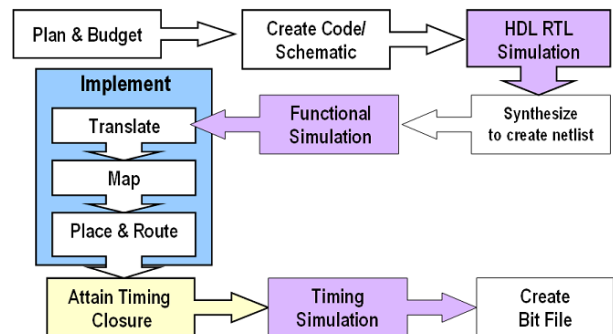 Plan & Budget
Create Code/
Schematic
HDL RTL
Simulation
Implement
Translate
Functional
Simulation
Synthesize
to create netlist
Map
Place & Route
Attain Timing
Closure
Timing
Simulation
Create
Bit File